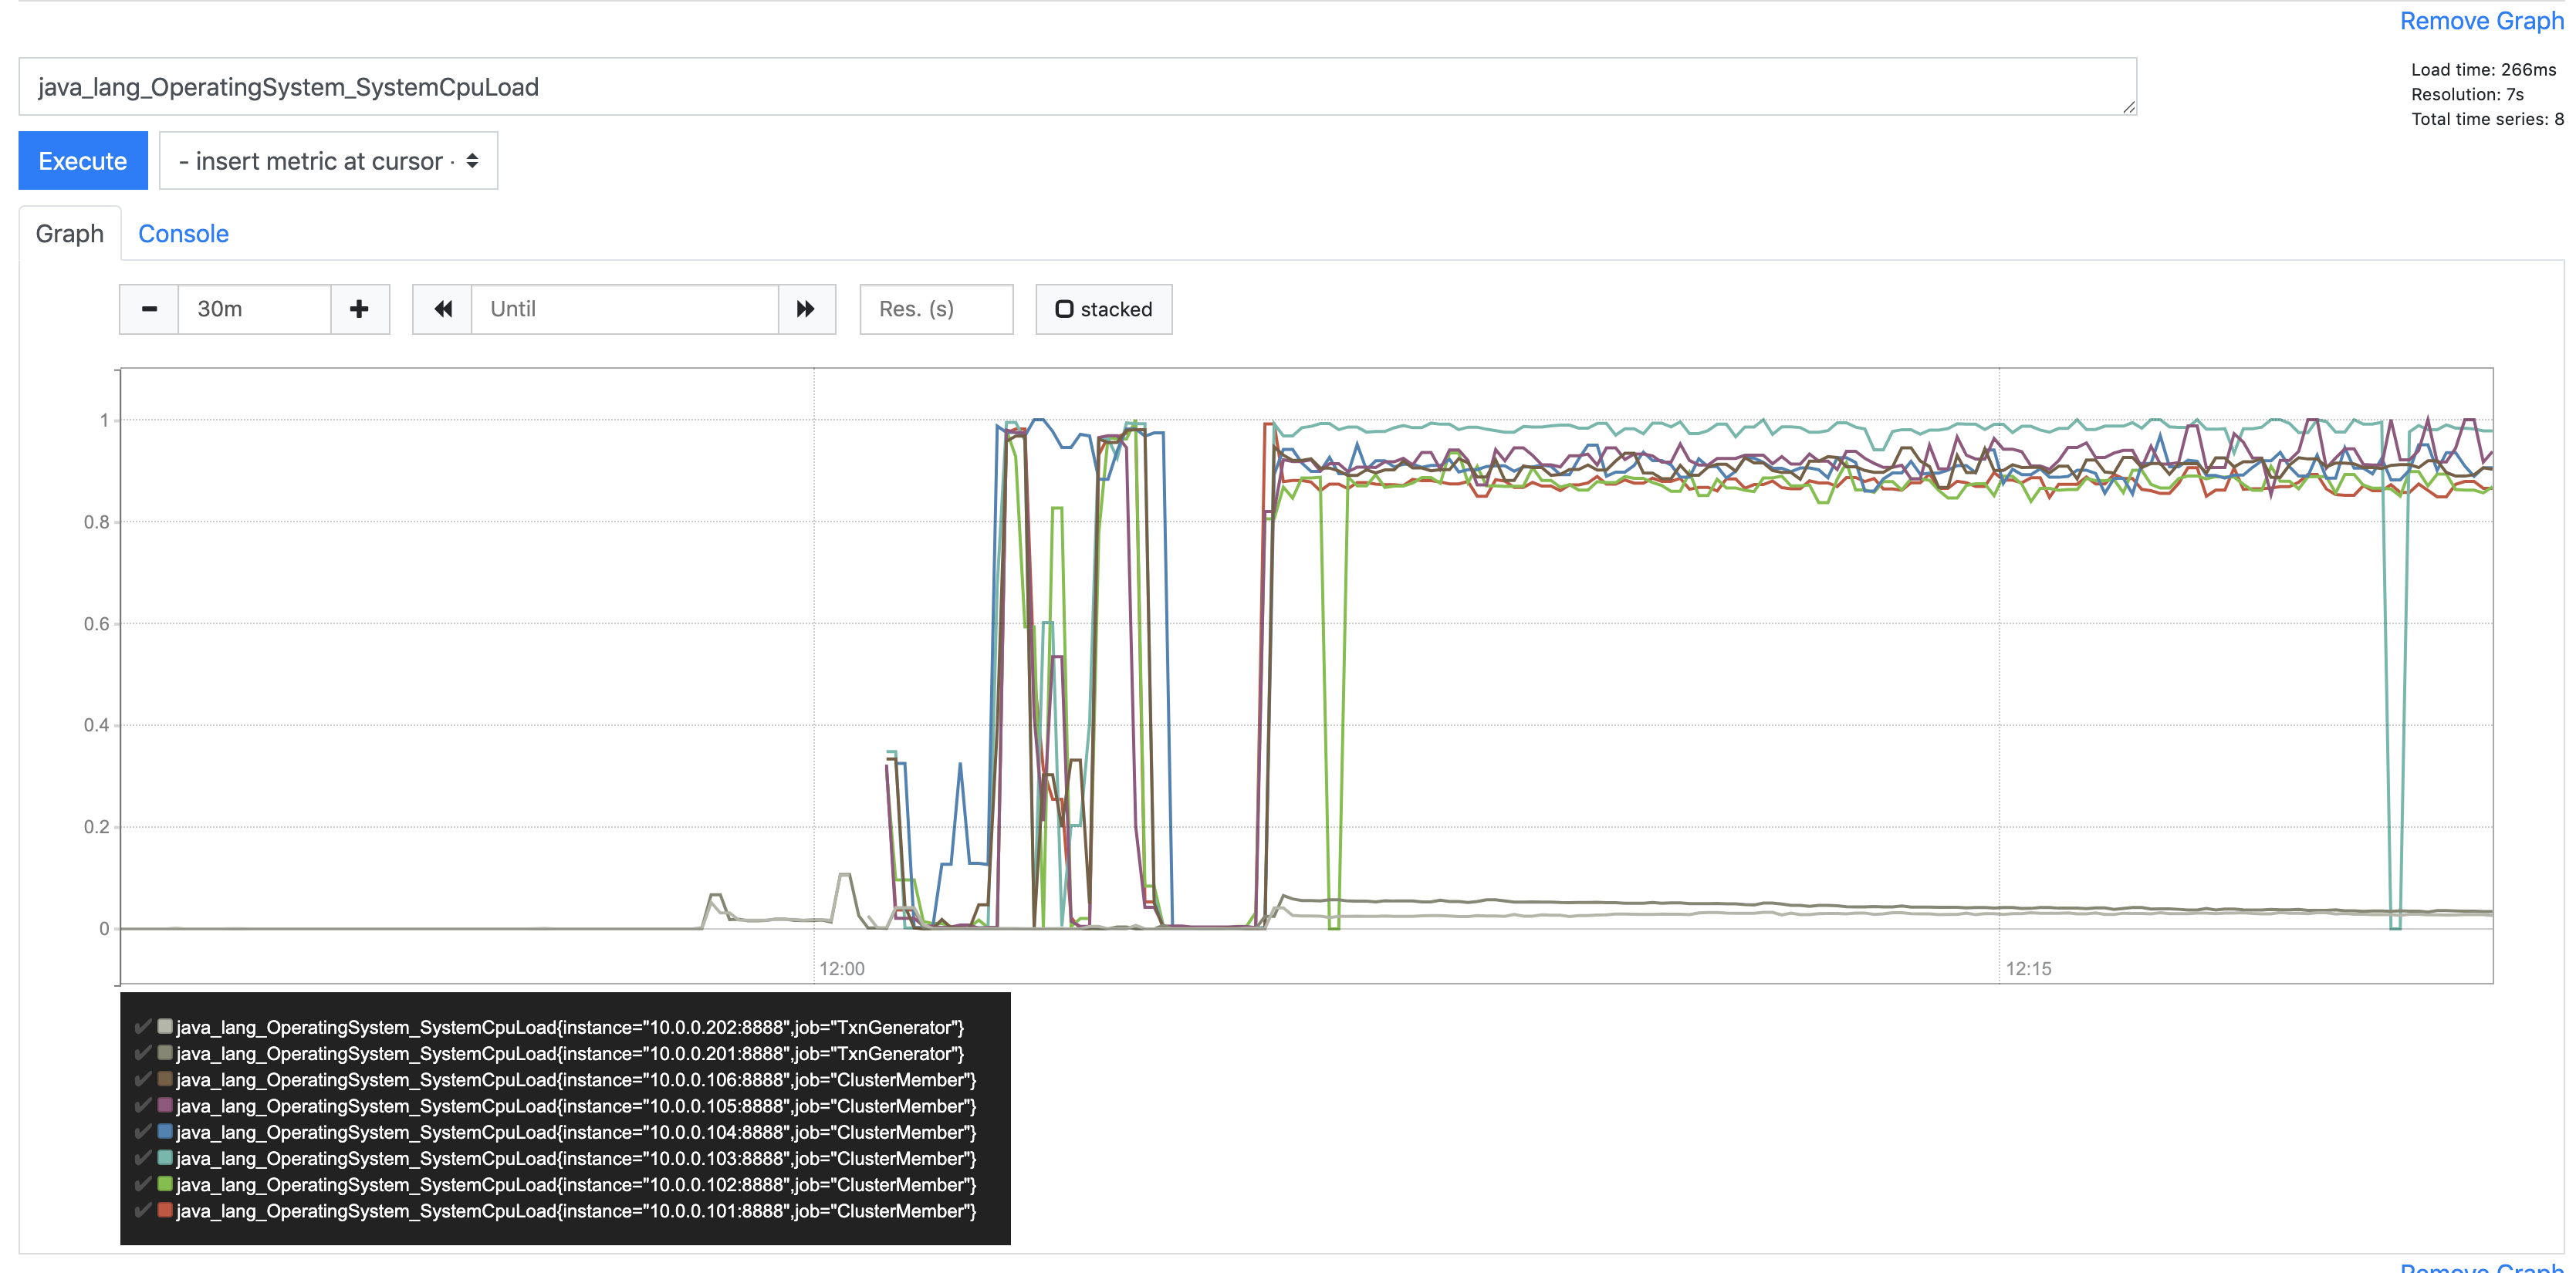 Remove Graph
java_lang_OperatingSystem_SystemCpuLoad
Load time: 266ms
Resolution: 7s
Total time series: 8
Execute
- insert metric at cursor -
Graph
Console
30m
Until
Res. (s)
stacked
1
0.8
0.6
0.4
0.2
0
12:00
12:15
java_lang_OperatingSystem_SystemCpuLoad{instance="10.0.0.202:8888",job="TxnGenerator"}
java_lang_OperatingSystem_SystemCpuLoad{instance="10.0.0.201:8888",job="TxnGenerator"}
java_lang_OperatingSystem_SystemCpuLoad{instance="10.0.0.106:8888",job="ClusterMember"}
java_lang_OperatingSystem_SystemCpuLoad{instance="10.0.0.105:8888",job="ClusterMember"}
java_lang_OperatingSystem_SystemCpuLoad{instance="10.0.0.104:8888",job="ClusterMember"}
java_lang_OperatingSystem_SystemCpuLoad{instance="10.0.0.103:8888",job="ClusterMember"}
java_lang_OperatingSystem_SystemCpuLoad{instance="10.0.0.102:8888",job="ClusterMember"}
java_lang_OperatingSystem_SystemCpuLoad{instance="10.0.0.101:8888",job="ClusterMember"}
Remove Graph